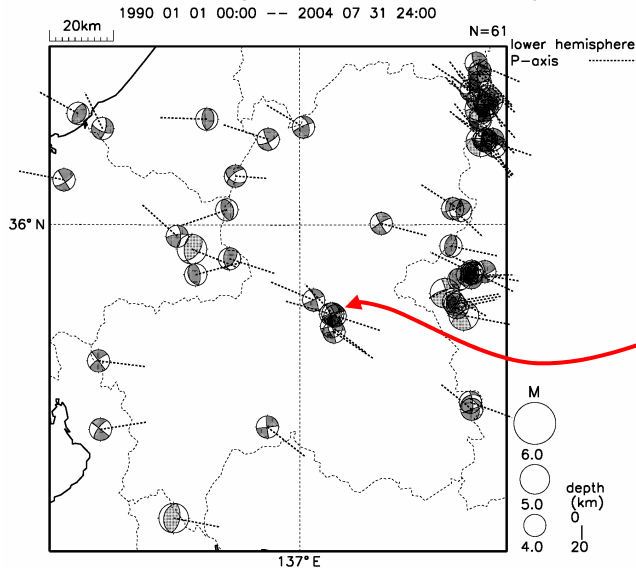 1990 01 01 00:00 -- 2004 07 31 24:00
20km
N=61
lower hemisphere
P-axis
36°N
M
6.0
5.0
4.0
depth
(km)
0
20
137°E